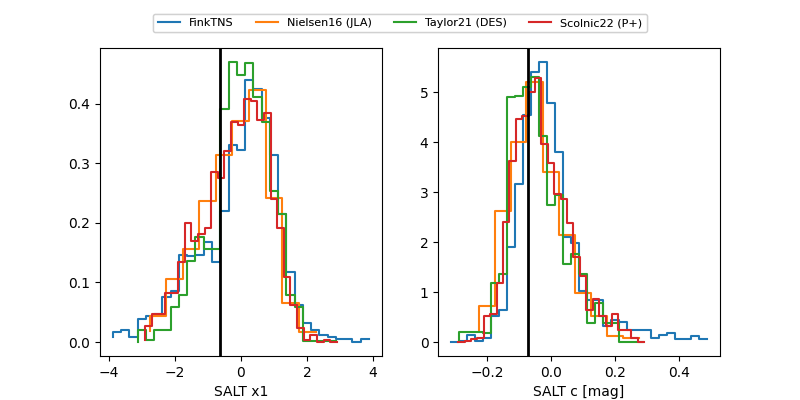 FinkTNS Nielsen16 (JLA) Taylor21 (DES) Scolnic22 (P+)
0.4
0.3
0.2
0.1
0.0
−4 −2 0 2 4
SALT x1
5
4
3
2
1
0
−0.2 0.0 0.2 0.4
SALT c [mag]